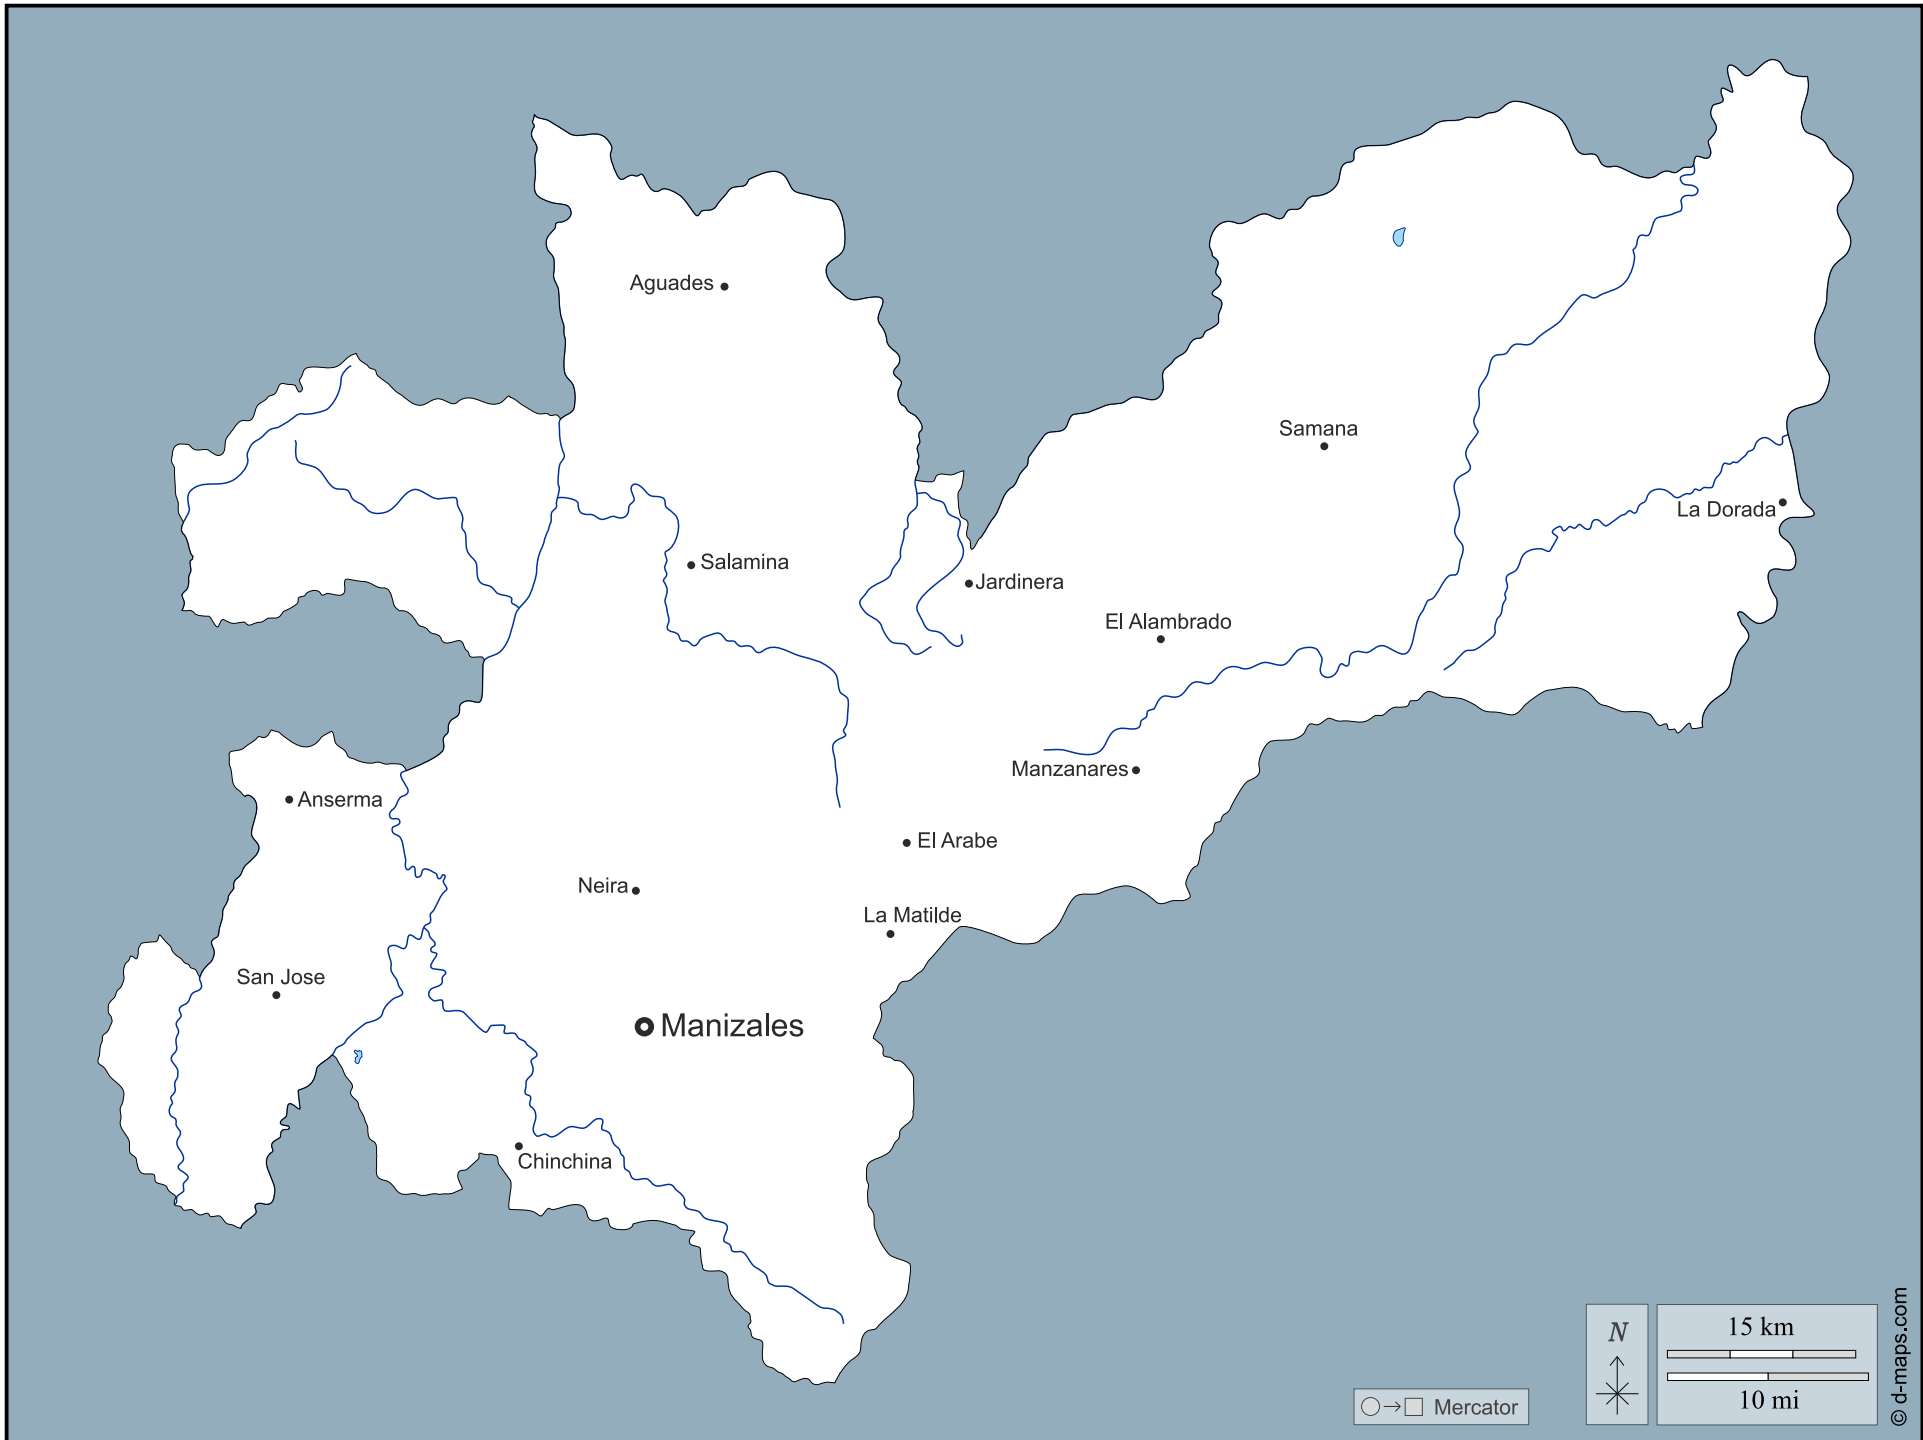 Aguades
Samana
La Dorada
Salamina
Jardinera
El Alambrado
Manzanares
Anserma
El Arabe
Neira
La Matilde
San Jose
Manizales
Chinchina
N
15 km
10 mi
Mercator
© d-maps.com